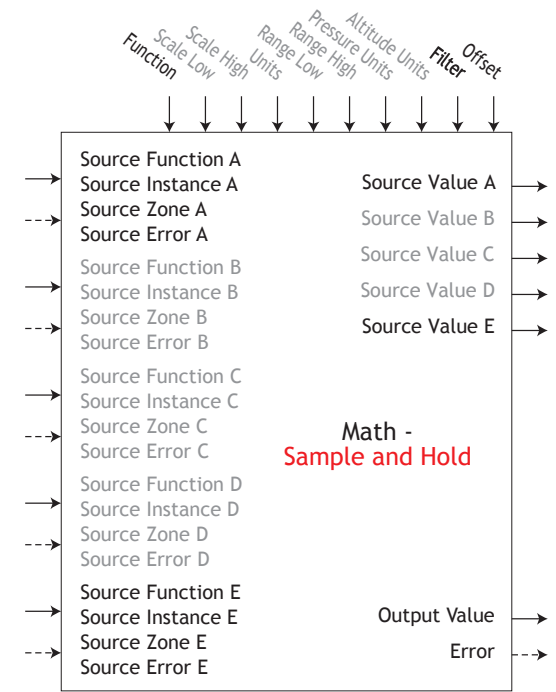 Function
Scale Low
Scale High
Units
Range Low
Range High
Pressure Units
Altitude Units
Filter
Offset
Source Function A
Source Instance A
Source Zone A
Source Error A
Source Function B
Source Instance B
Source Zone B
Source Error B
Source Function C
Source Instance C
Source Zone C
Source Error C
Source Function D
Source Instance D
Source Zone D
Source Error D
Source Function E
Source Instance E
Source Zone E
Source Error E
Source Value A
Source Value B
Source Value C
Source Value D
Source Value E
Math -
Sample and Hold
Output Value
Error